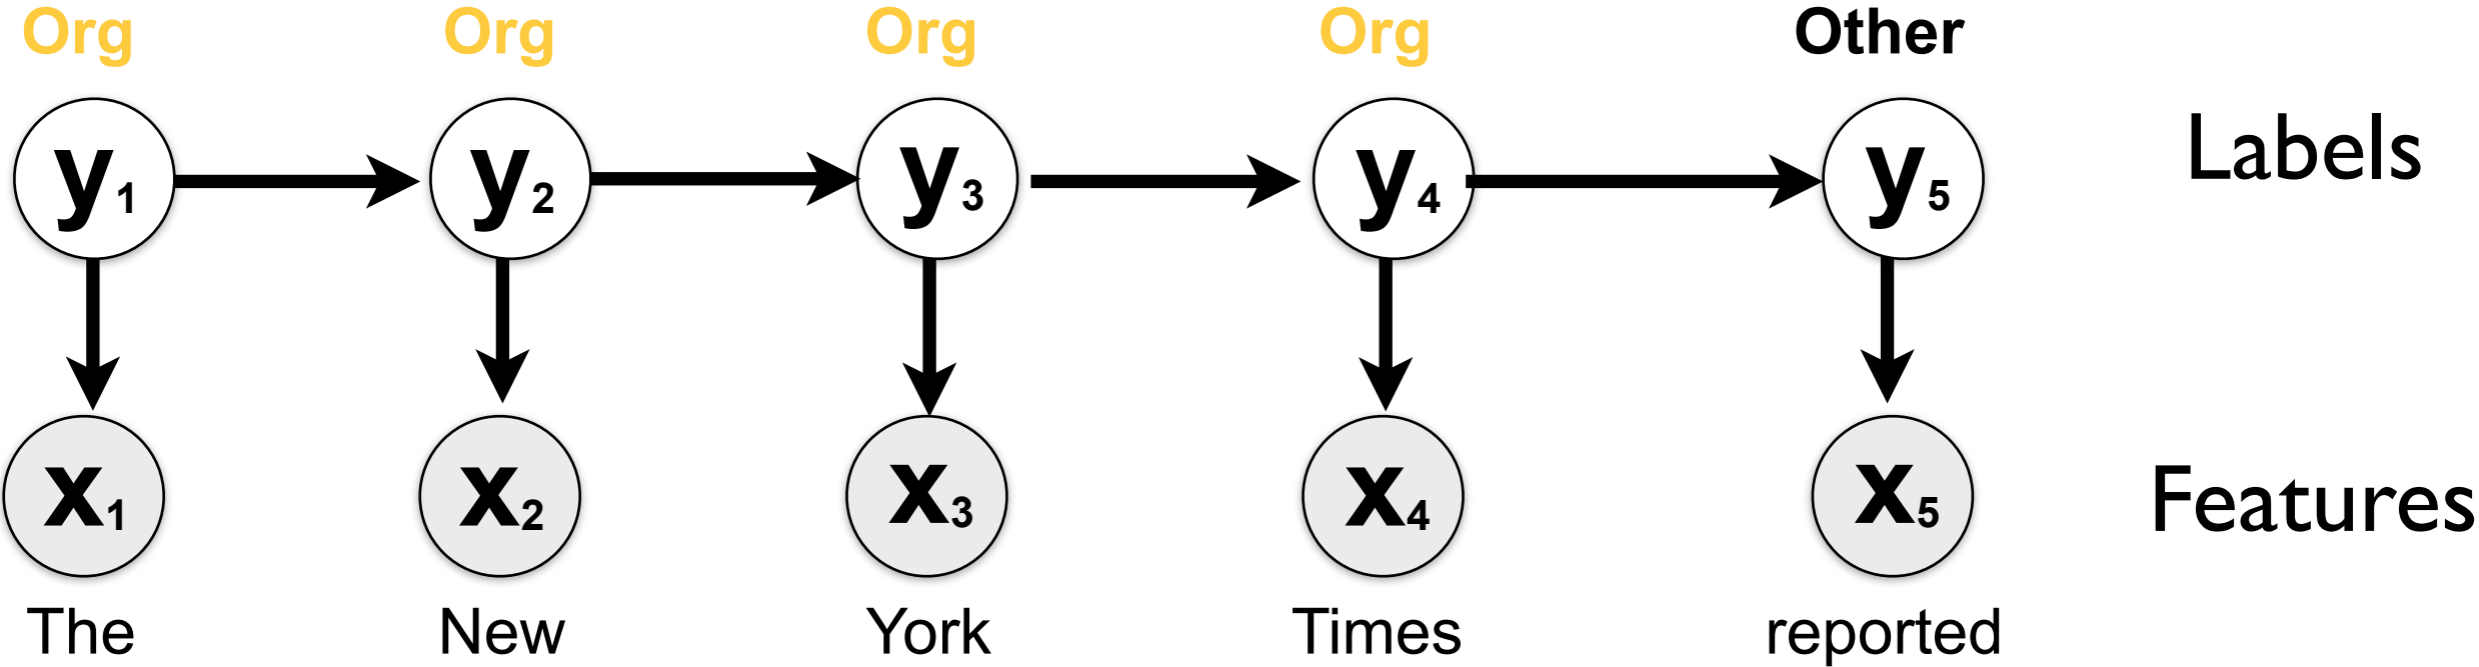 Org Org Org Org Other
y1 y2 y3 y4 y5 Labels
x1 x2 x3 x4 x5 Features
The New York Times reported